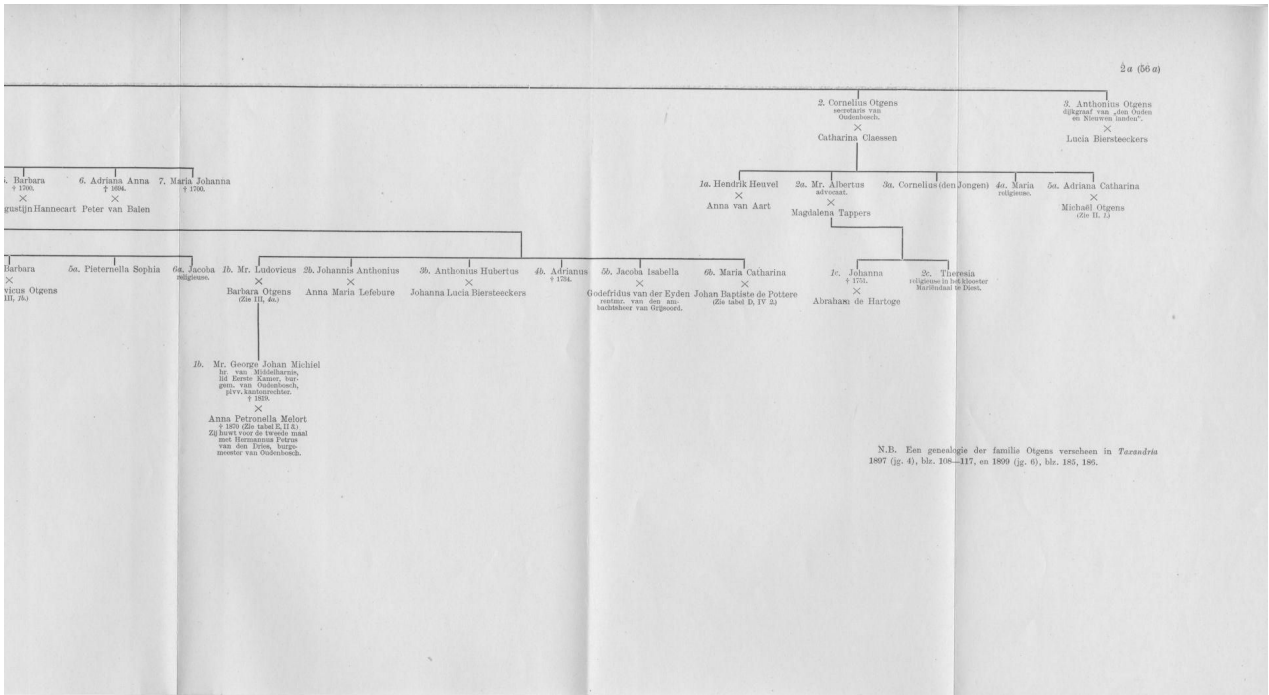 2 a (56 a)
2. Cornelius Otgens
secretaris van
Oudenbosch.
×
Catharina Claessen
3. Anthonius Otgens
dijkgraaf van „den Ouden
en Nieuwen landen".
×
Lucia Biersteeckers
Barbara
† 1700.
×
gustijn Hannecart
6. Adriana Anna
† 1694.
×
Peter van Balen
7. Maria Johanna
† 1700.
1a. Hendrik Heuvel
×
Anna van Aart
2a. Mr. Albertus
advocaat.
×
Magdalena Tappers
3a. Cornelius (den Jongen)
4a. Maria
religieuse.
5a. Adriana Catharina
×
Michaël Otgens
(Zie II, 1.)
Barbara
×
vicus Otgens
III, 1b.)
5a. Pieternella Sophia
6a. Jacoba
religieuse.
1b. Mr. Ludovicus
×
Barbara Otgens
(Zie III, 4a.)
2b. Johannis Anthonius
×
Anna Maria Lefebure
3b. Anthonius Hubertus
×
Johanna Lucia Biersteeckers
4b. Adrianus
† 1754.
5b. Jacoba Isabella
×
Godefridus van der Eyden
rentmr. van den am-
bachtsheer van Grijsoord.
6b. Maria Catharina
×
Johan Baptiste de Pottere
(Zie tabel D, IV 2.)
1c. Johanna
† 1751.
×
Abraham de Hartoge
2c. Theresia
religieuse in het klooster
Mariëndaal te Diest.
1b. Mr. George Johan Michiel
hr. van Middelharnis,
lid Eerste Kamer, bur-
gem. van Oudenbosch,
plvv. kantonrechter.
† 1819.
×
Anna Petronella Melort
† 1870 (Zie tabel E, II 8.)
Zij huwt voor de tweede maal
met Hermannus Petrus
van den Dries, burge-
meester van Oudenbosch.
N.B. Een genealogie der familie Otgens verscheen in Taxandria
1897 (jg. 4), blz. 108—117, en 1899 (jg. 6), blz. 185, 186.